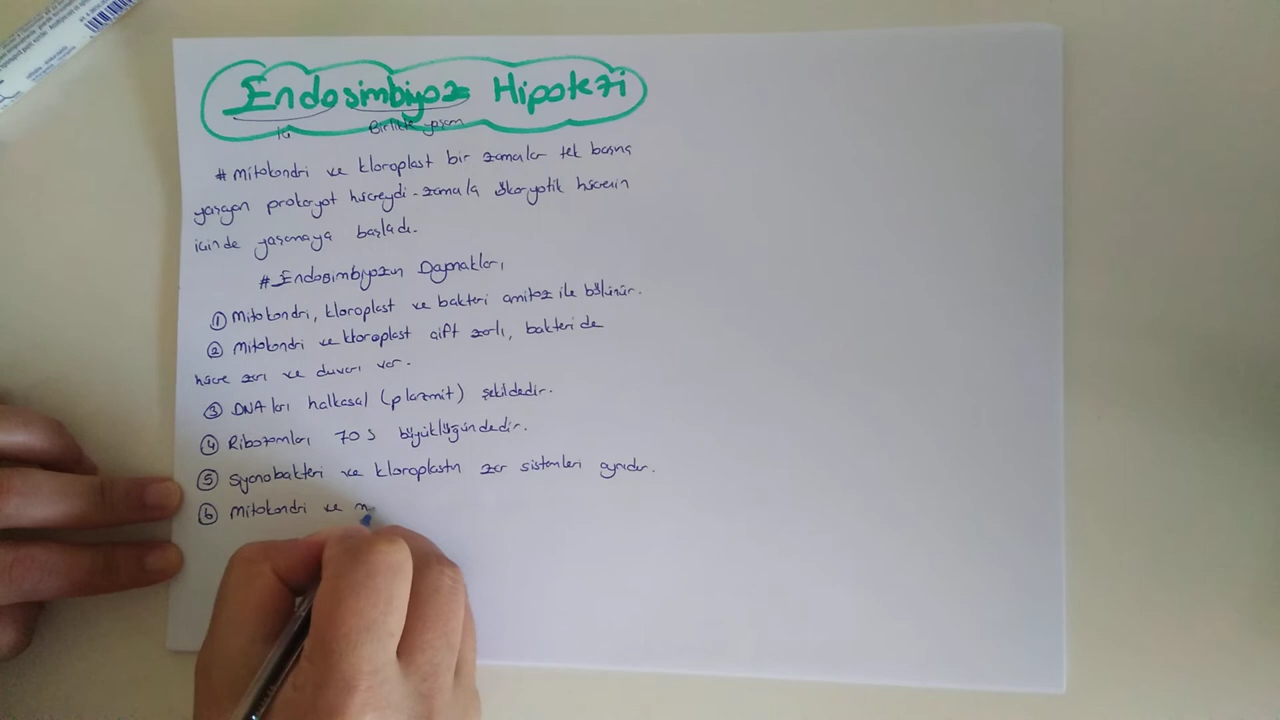 Endosimbiyoz Hipotezi
İç Birlikte yaşam
# Mitokondri ve kloroplast bir zamanlar tek başına
yaşayan prokaryot hücreydi. zamanla ökaryotik hücrenin
içinde yaşamaya başladı.
# Endosimbiyozun Dayanakları
① Mitokondri, kloroplast ve bakteri amitoz ile bölünür.
② Mitokondri ve kloroplast çift zarlı, bakteride
hücre zarı ve duvarı var.
③ DNA ları halkasal (plazmit) şekildedir.
④ Ribozomları 70 S büyüklüğündedir.
⑤ Siyanobakteri ve kloroplastın zar sistemleri aynıdır.
⑥ Mitokondri ve m